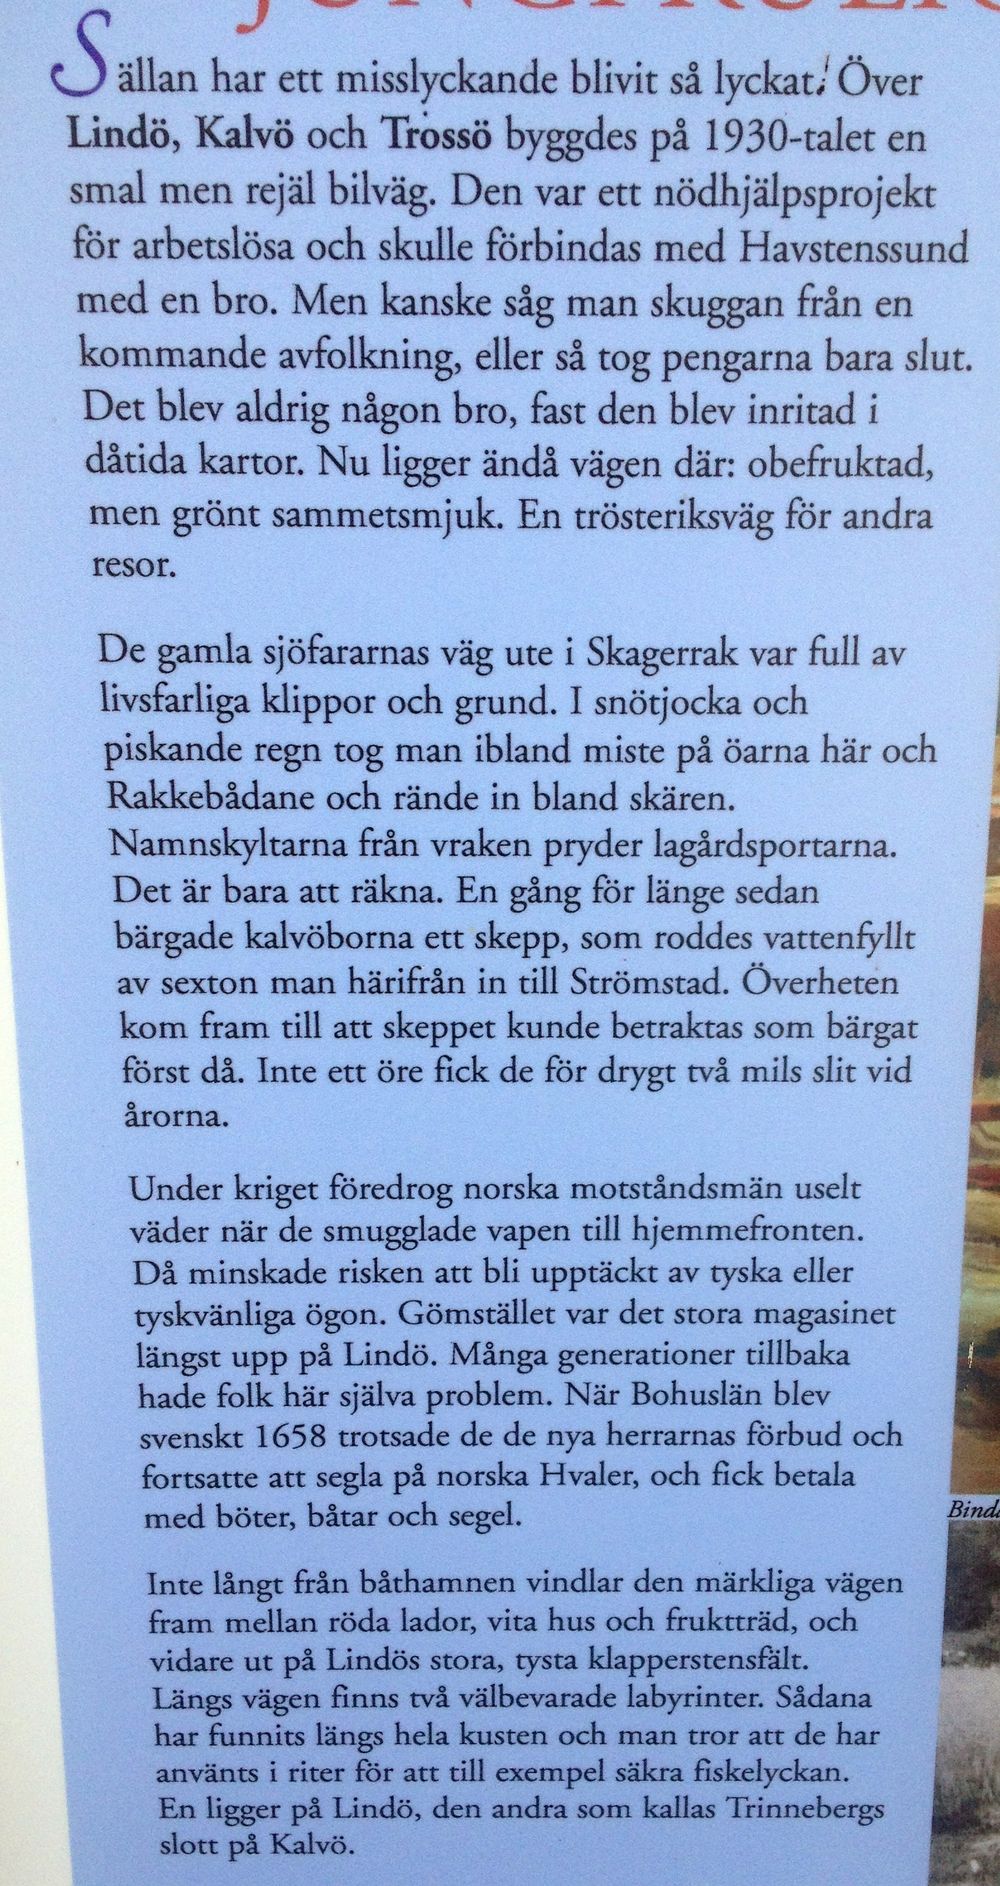 Sällan har ett misslyckande blivit så lyckat! Över
Lindö, Kalvö och Trossö byggdes på 1930-talet en
smal men rejäl bilväg. Den var ett nödhjälpsprojekt
för arbetslösa och skulle förbindas med Havstenssund
med en bro. Men kanske såg man skuggan från en
kommande avfolkning, eller så tog pengarna bara slut.
Det blev aldrig någon bro, fast den blev inritad i
dåtida kartor. Nu ligger ändå vägen där: obefruktad,
men grönt sammetsmjuk. En trösteriksväg för andra
resor.
De gamla sjöfararnas väg ute i Skagerrak var full av
livsfarliga klippor och grund. I snötjocka och
piskande regn tog man ibland miste på öarna här och
Rakkebådane och rände in bland skären.
Namnskyltarna från vraken pryder lagårdsportarna.
Det är bara att räkna. En gång för länge sedan
bärgade kalvöborna ett skepp, som roddes vattenfyllt
av sexton man härifrån in till Strömstad. Överheten
kom fram till att skeppet kunde betraktas som bärgat
först då. Inte ett öre fick de för drygt två mils slit vid
årorna.
Under kriget föredrog norska motståndsmän uselt
väder när de smugglade vapen till hjemmefronten.
Då minskade risken att bli upptäckt av tyska eller
tyskvänliga ögon. Gömstället var det stora magasinet
längst upp på Lindö. Många generationer tillbaka
hade folk här själva problem. När Bohuslän blev
svenskt 1658 trotsade de de nya herrarnas förbud och
fortsatte att segla på norska Hvaler, och fick betala
med böter, båtar och segel.
Inte långt från båthamnen vindlar den märkliga vägen
fram mellan röda lador, vita hus och fruktträd, och
vidare ut på Lindös stora, tysta klapperstensfält.
Längs vägen finns två välbevarade labyrinter. Sådana
har funnits längs hela kusten och man tror att de har
använts i riter för att till exempel säkra fiskelyckan.
En ligger på Lindö, den andra som kallas Trinnebergs
slott på Kalvö.